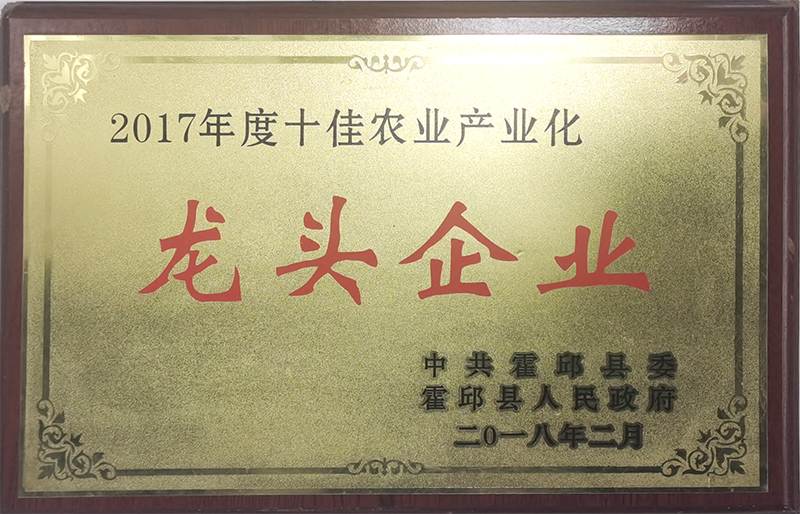 2017年度十佳农业产业化
龙头企业
中共霍邱县委
霍邱县人民政府
二〇一八年二月